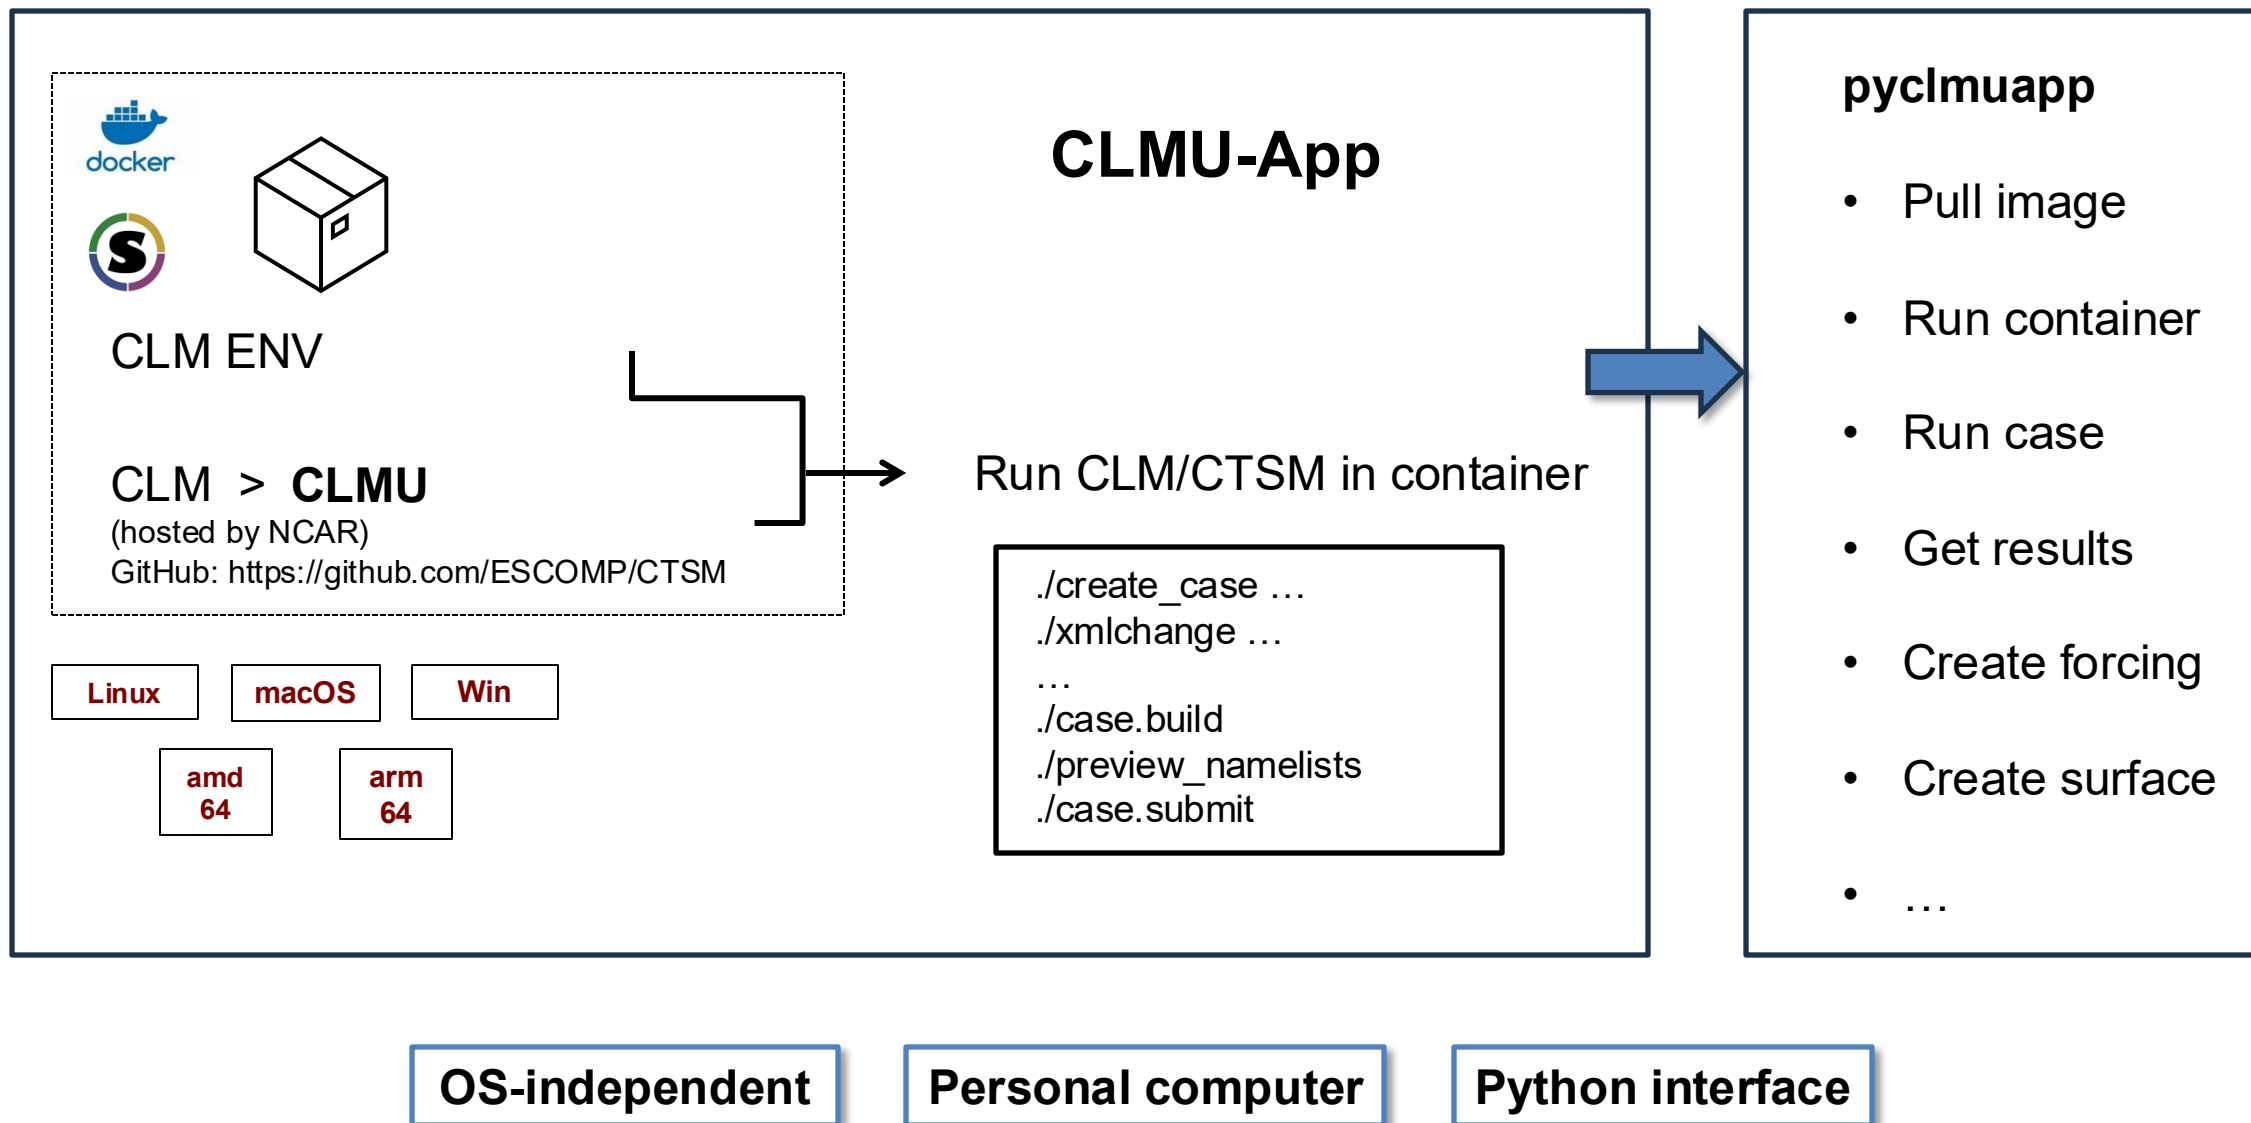 docker
S
CLM ENV
CLM > CLMU
(hosted by NCAR)
GitHub: https://github.com/ESCOMP/CTSM
Linux
macOS
Win
amd
64
arm
64
CLMU-App
Run CLM/CTSM in container
./create_case …
./xmlchange …
…
./case.build
./preview_namelists
./case.submit
pyclmuapp
• Pull image
• Run container
• Run case
• Get results
• Create forcing
• Create surface
• …
OS-independent
Personal computer
Python interface